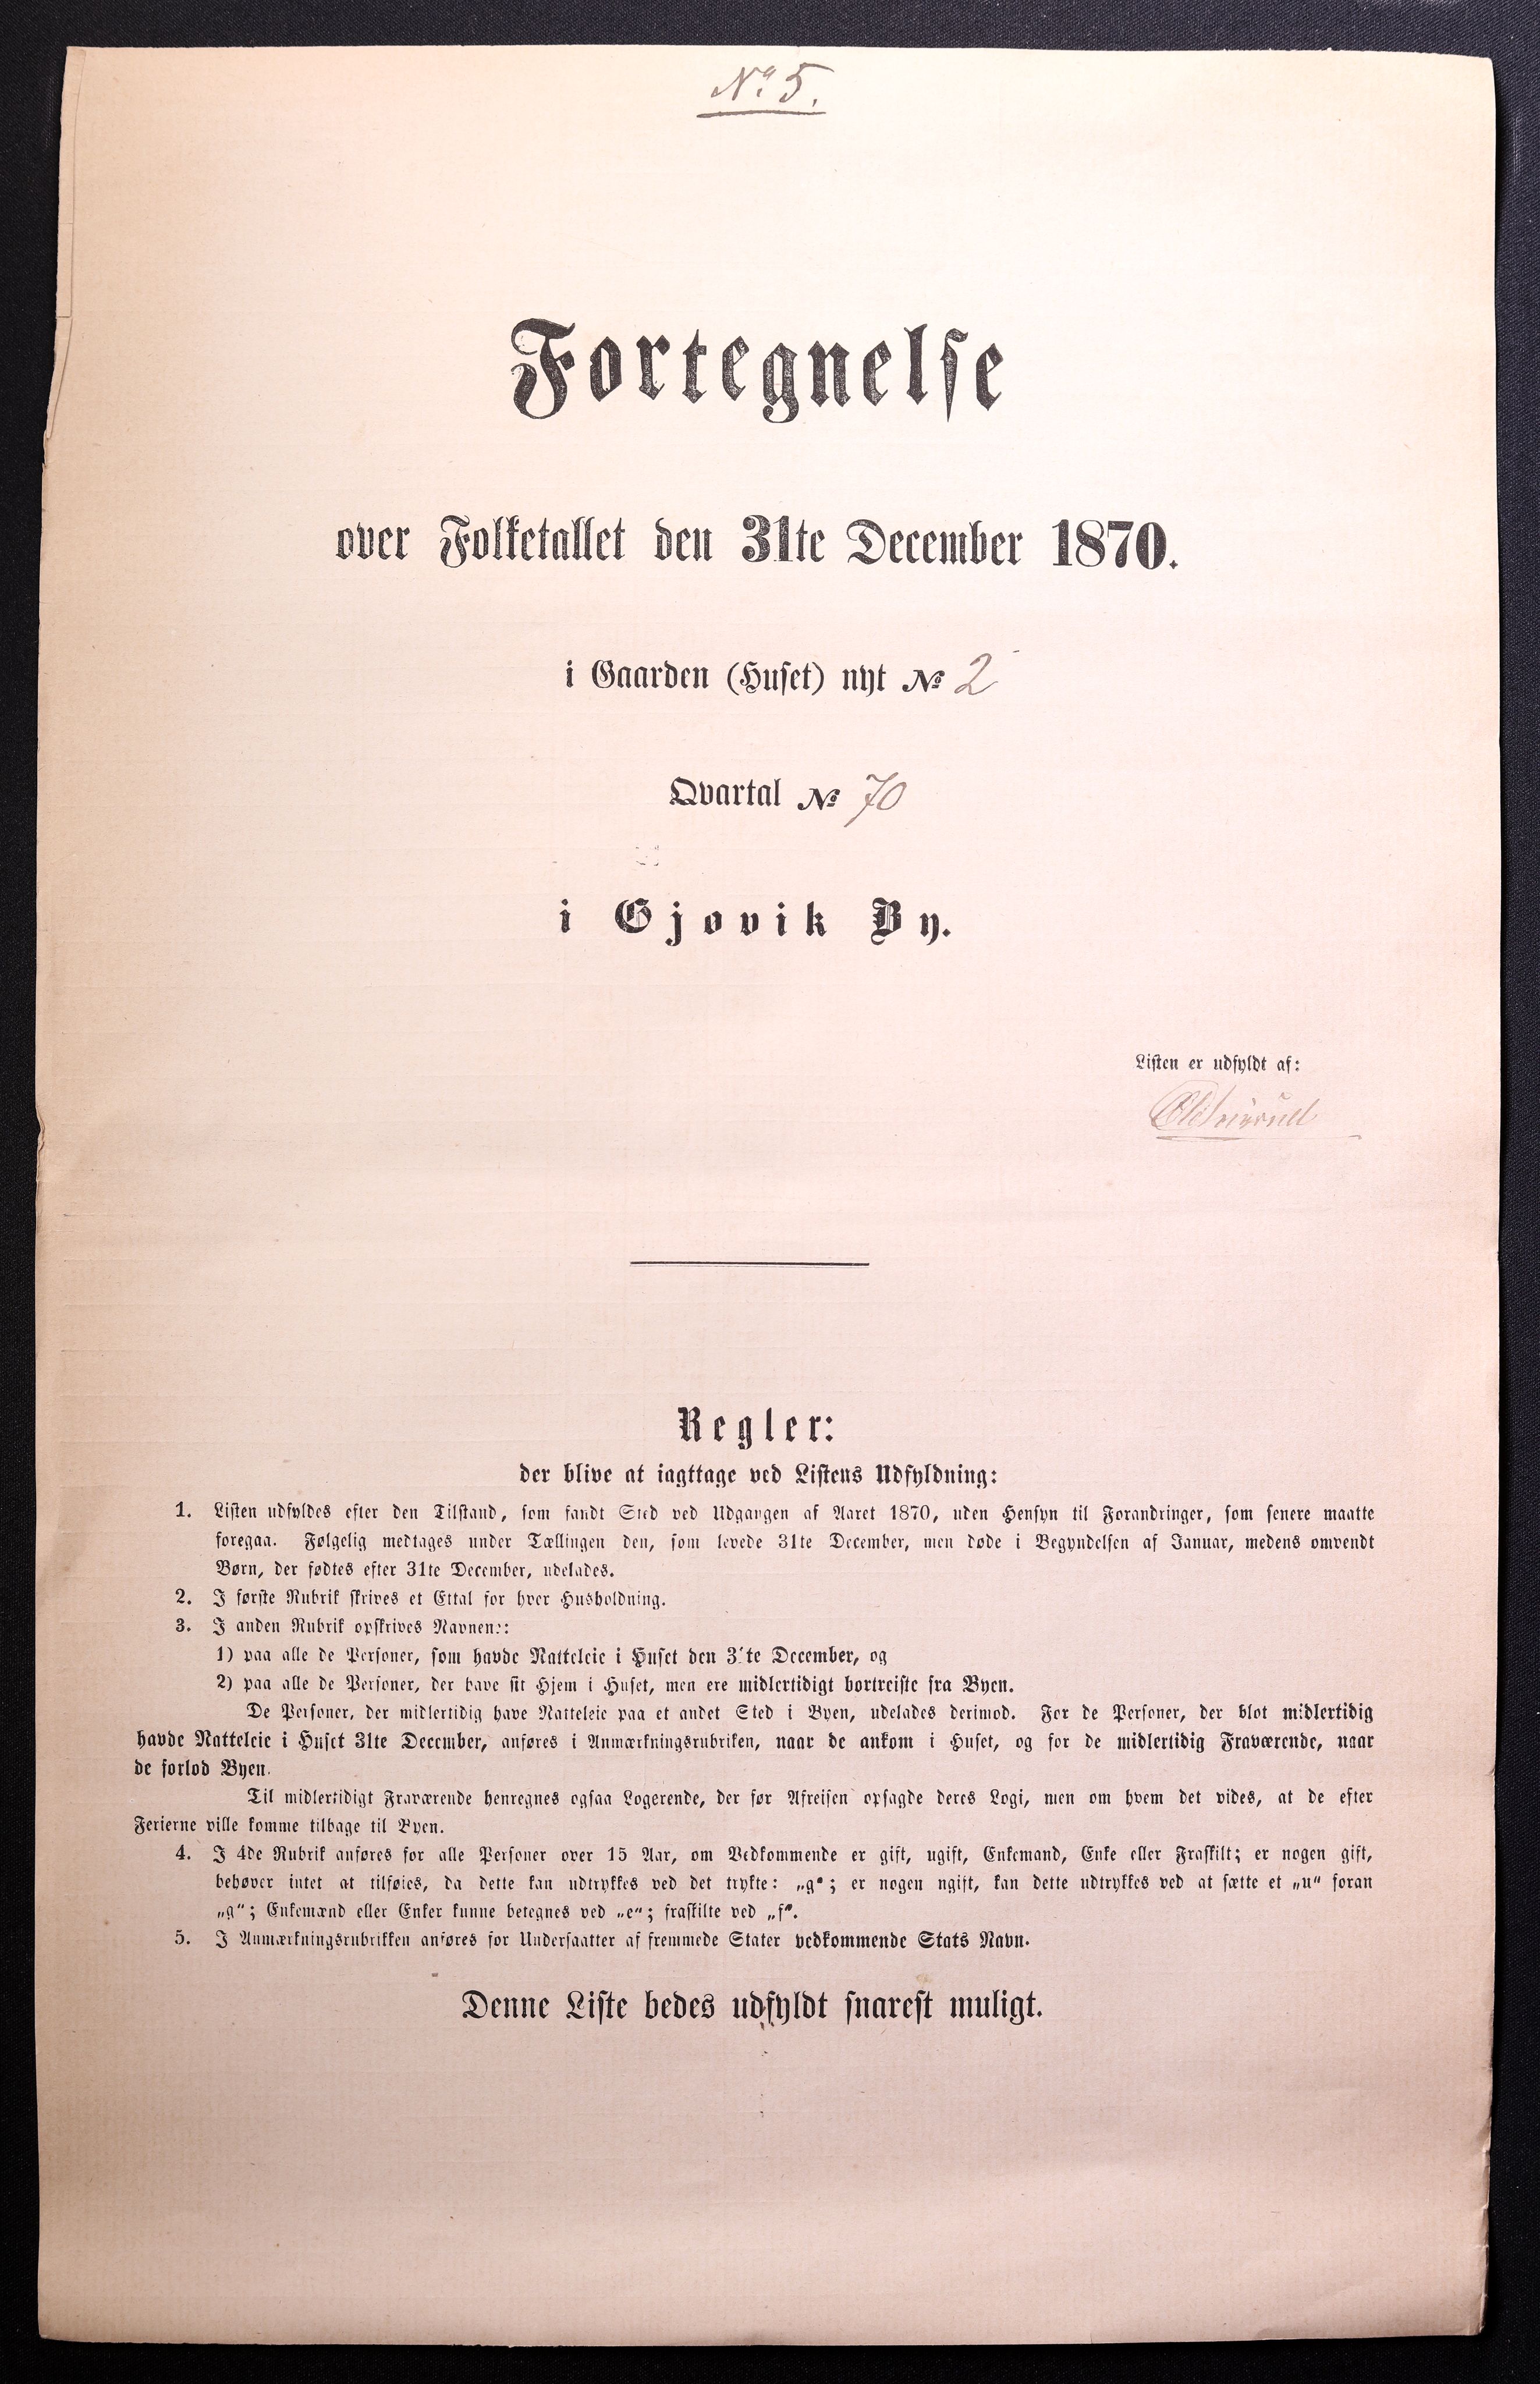 No. 5.
Fortegnelse
over Folketallet den 31te December 1870.
i Gaarden (Huset) nyt № 2
Qvartal № 70
i Gjøvik By.
Listen er udfyldt af:
Regler:
der blive at iagttage ved Listens Udfyldning:
1. Listen udfyldes efter den Tilstand, som fandt Sted ved Udgangen af Aaret 1870, uden Hensyn til Forandringer, som senere maatte
foregaa. Følgelig medtages under Tællingen den, som levede 31te December, men døde i Begyndelsen af Januar, medens omvendt
Børn, der fødtes efter 31te December, udelades.
2. I første Rubrik skrives et Ettal for hver Husholdning.
3. I anden Rubrik opskrives Navnene:
1) paa alle de Personer, som havde Natteleie i Huset den 31te December, og
2) paa alle de Personer, der have sit Hjem i Huset, men ere midlertidigt bortreiste fra Byen.
De Personer, der midlertidig have Natteleie paa et andet Sted i Byen, udelades derimod. For de Personer, der blot midlertidig
havde Natteleie i Huset 31te December, anføres i Anmærkningsrubriken, naar de ankom i Huset, og for de midlertidig Fraværende, naar
de forlod Byen.
Til midlertidigt Fraværende henregnes ogsaa Logerende, der før Afreisen opsagde deres Logi, men om hvem det vides, at de efter
Ferierne ville komme tilbage til Byen.
4. I 4de Rubrik anføres for alle Personer over 15 Aar, om Vedkommende er gift, ugift, Enkemand, Enke eller Fraskilt; er nogen gift,
behøver intet at tilføies, da dette kan udtrykkes ved det trykte: „g“; er nogen ugift, kan dette udtrykkes ved at sætte et „u“ foran
„g“; Enkemænd eller Enker kunne betegnes ved „e“; fraskilte ved „f“.
5. I Anmærkningsrubrikken anføres for Undersaatter af fremmede Stater vedkommende Stats Navn.
Denne Liste bedes udfyldt snarest muligt.